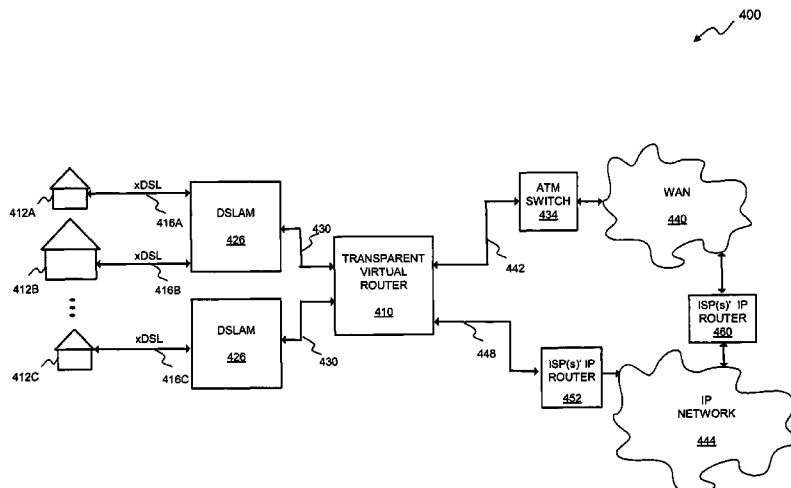 400
412A
xDSL
416A
DSLAM
426
430
412B
xDSL
416B
412C
xDSL
416C
DSLAM
426
430
TRANSPARENT
VIRTUAL
ROUTER
410
442
448
ATM
SWITCH
434
WAN
440
ISP(s)' IP
ROUTER
460
ISP(s)' IP
ROUTER
452
IP
NETWORK
444